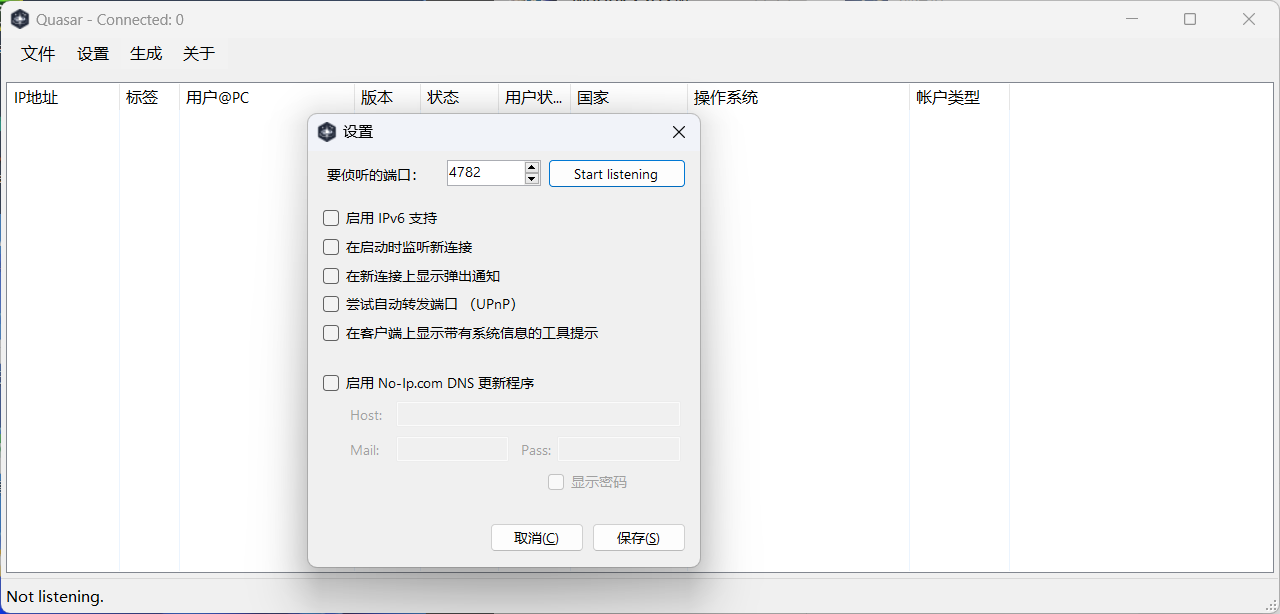 Quasar - Connected: 0
文件 设置 生成 关于
IP地址 标签 用户@PC 版本 状态 用户状... 国家 操作系统 帐户类型
设置
要侦听的端口： 4782 Start listening
启用 IPv6 支持
在启动时监听新连接
在新连接上显示弹出通知
尝试自动转发端口 （UPnP）
在客户端上显示带有系统信息的工具提示
启用 No-Ip.com DNS 更新程序
Host:
Mail: Pass:
显示密码
取消(C) 保存(S)
Not listening.